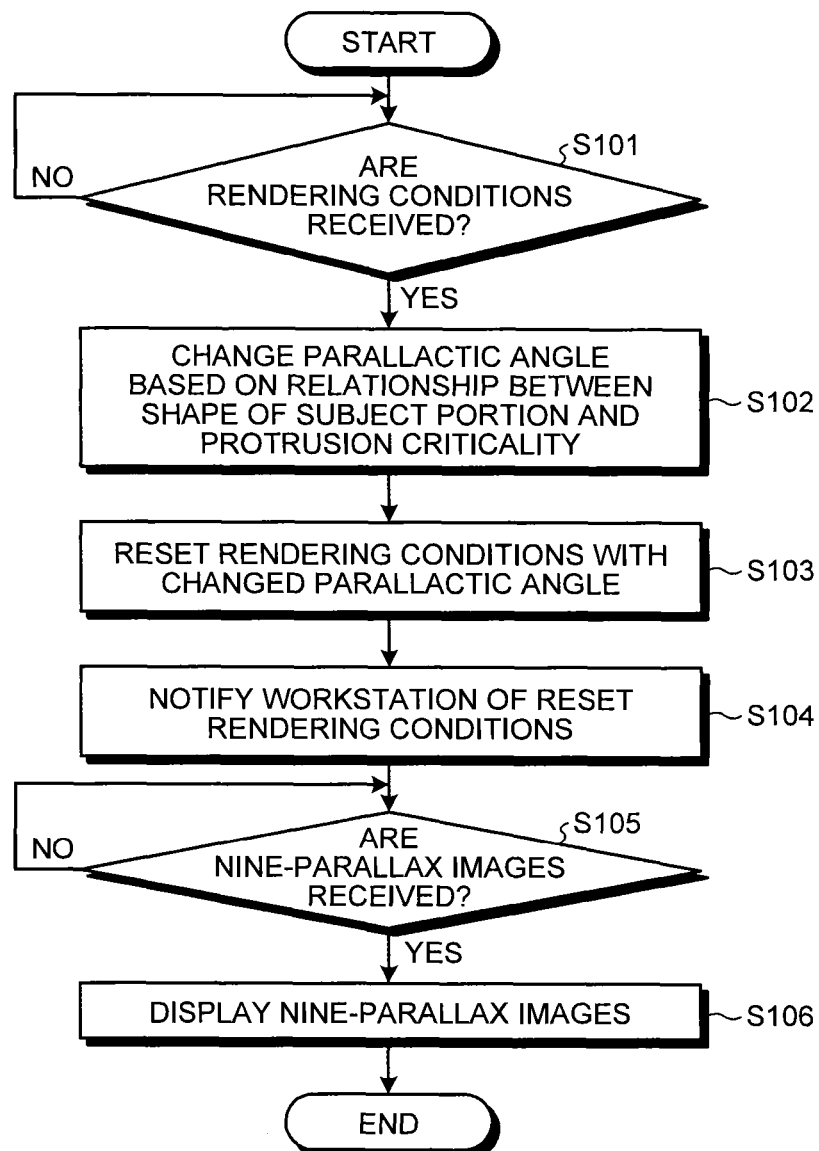 START
S101
ARE
RENDERING CONDITIONS
RECEIVED?
NO
YES
CHANGE PARALLACTIC ANGLE
BASED ON RELATIONSHIP BETWEEN
SHAPE OF SUBJECT PORTION AND
PROTRUSION CRITICALITY
S102
RESET RENDERING CONDITIONS WITH
CHANGED PARALLACTIC ANGLE
S103
NOTIFY WORKSTATION OF RESET
RENDERING CONDITIONS
S104
S105
ARE
NINE-PARALLAX IMAGES
RECEIVED?
NO
YES
DISPLAY NINE-PARALLAX IMAGES
S106
END